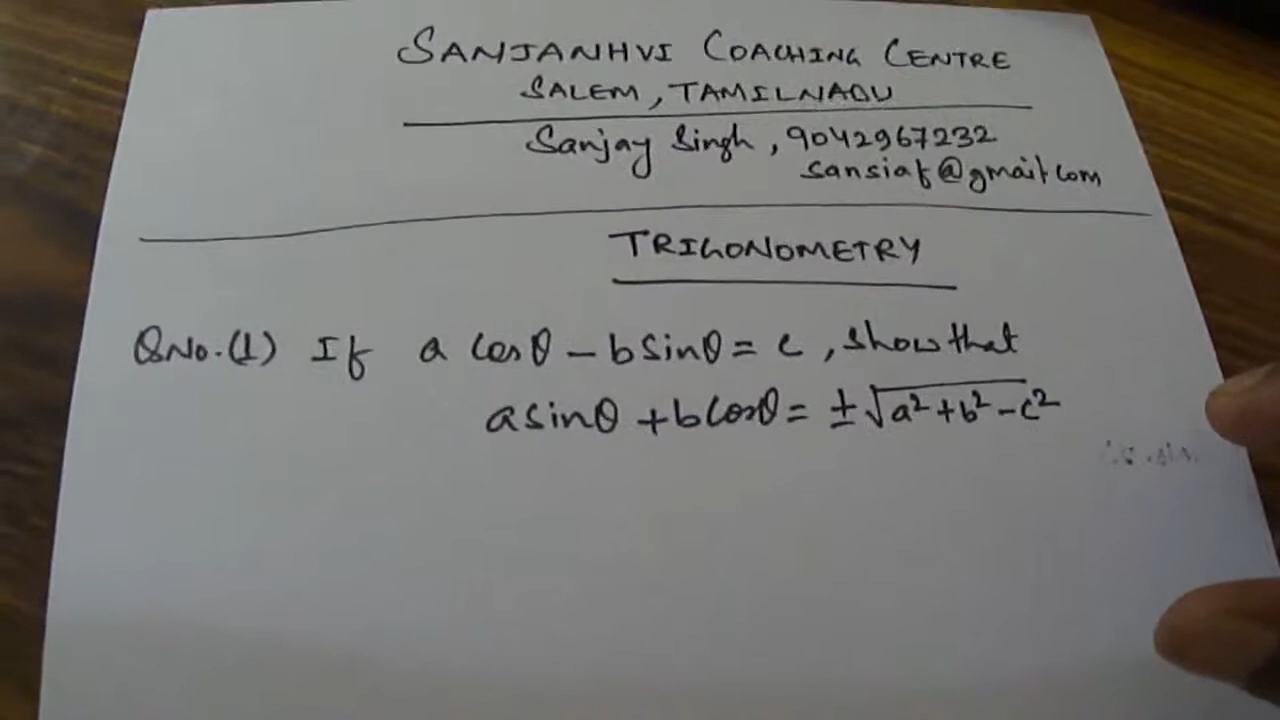 SANJANHVI COACHING CENTRE
SALEM, TAMILNADU
Sanjay Singh, 9042967232
sansiaf@gmail.com
TRIGONOMETRY
QNo.(1) If a cosθ - b sinθ = c, show that
a sinθ + b cosθ = ±√a²+b²-c²